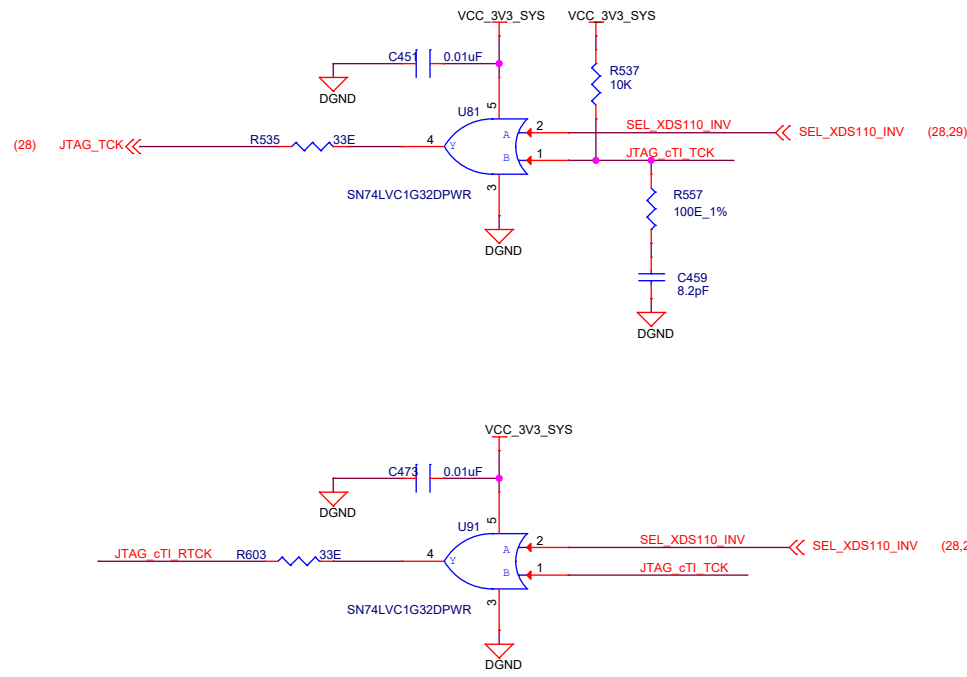 VCC_3V3_SYS
VCC_3V3_SYS
C451
0.01uF
R537
10K
DGND
5
U81
(28)
JTAG_TCK
R535
33E
4
Y
A
2
SEL_XDS110_INV
SEL_XDS110_INV
(28,29)
B
1
JTAG_cTI_TCK
3
SN74LVC1G32DPWR
R557
100E_1%
DGND
C459
8.2pF
DGND
VCC_3V3_SYS
C473
0.01uF
DGND
5
U91
JTAG_cTI_RTCK
R603
33E
4
Y
A
2
SEL_XDS110_INV
SEL_XDS110_INV
(28,2
B
1
JTAG_cTI_TCK
3
SN74LVC1G32DPWR
DGND